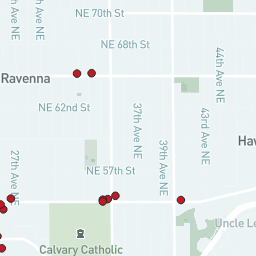 NE 70th St
NE 68th St
44th Ave NE
Ravenna
NE 62nd St
37th Ave NE
43rd Ave NE
39th Ave NE
27th Ave NE
NE 57th St
Calvary Catholic